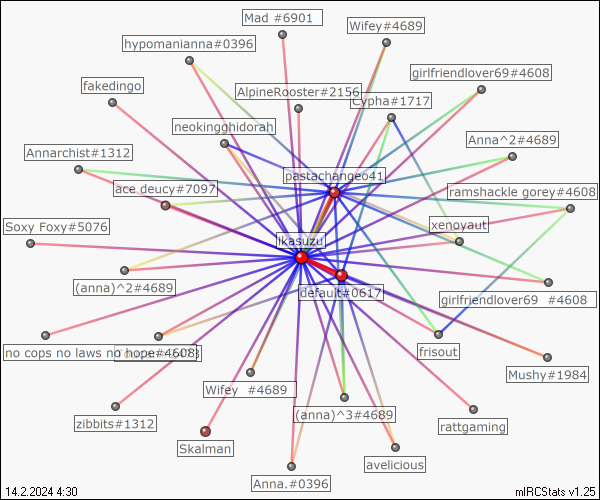 Mad #6901
Wifey#4689
hypomanianna#0396
girlfriendlover69#4608
fakedingo
AlpineRooster#2156
Cypha#1717
neokingghidorah
Anna^2#4689
Annarchist#1312
pastachangeo41
ace deucy#7097
ramshackle gorey#4608
Soxy Foxy#5076
xenoyaut
ikasuzu
(anna)^2#4689
default#0617
girlfriendlover69 #4608
no cops no laws no hope#4608
frisout
Mushy#1984
Wifey #4689
(anna)^3#4689
zibbits#1312
rattgaming
Skalman
avelicious
Anna.#0396
14.2.2024 4:30
mIRCStats v1.25